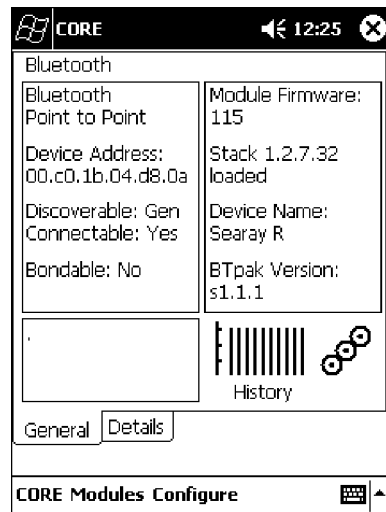 CORE 12:25
Bluetooth
Bluetooth
Point to Point
Device Address:
00.c0.1b.04.d8.0a
Discoverable: Gen
Connectable: Yes
Bondable: No
Module Firmware:
115
Stack 1.2.7.32
loaded
Device Name:
Searay R
BTpak Version:
s1.1.1
History
General Details
CORE Modules Configure